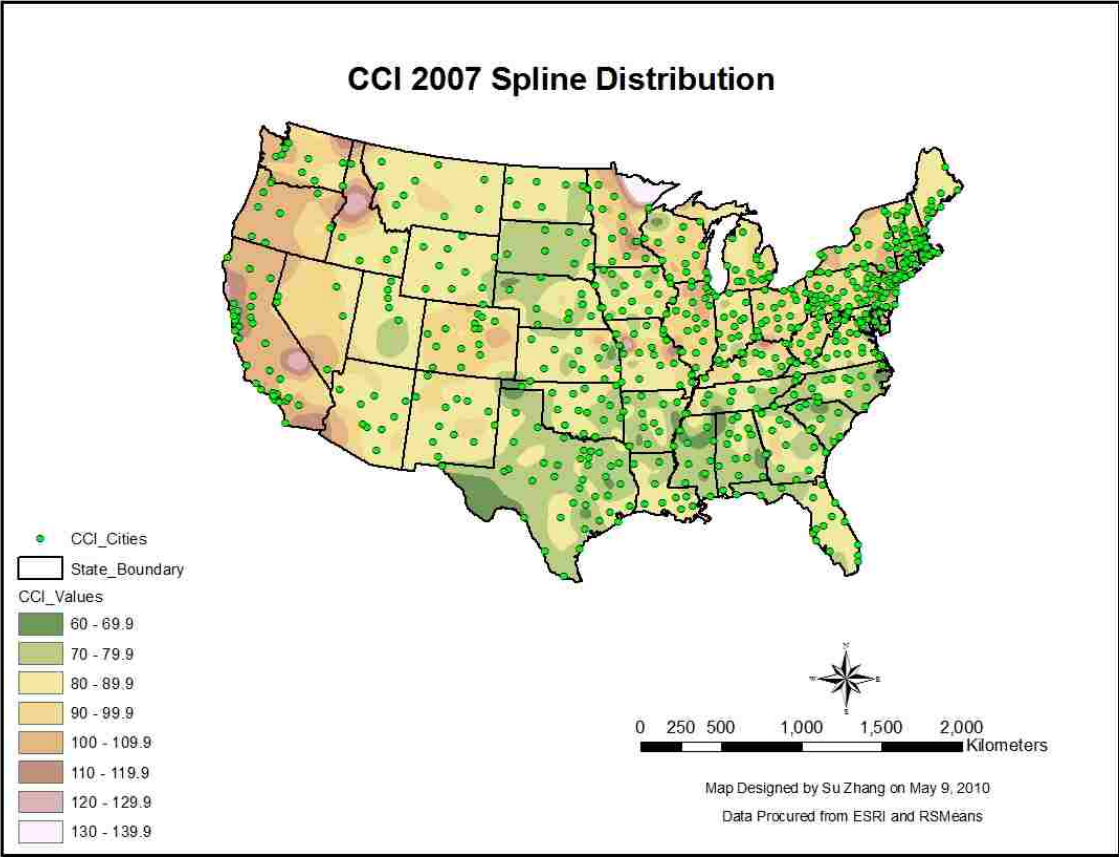 CCI 2007 Spline Distribution
CCI_Cities
State_Boundary
CCI_Values
60 - 69.9
70 - 79.9
80 - 89.9
90 - 99.9
100 - 109.9
110 - 119.9
120 - 129.9
130 - 139.9
N
W E
S
0 250 500 1,000 1,500 2,000
Kilometers
Map Designed by Su Zhang on May 9, 2010
Data Procured from ESRI and RSMeans